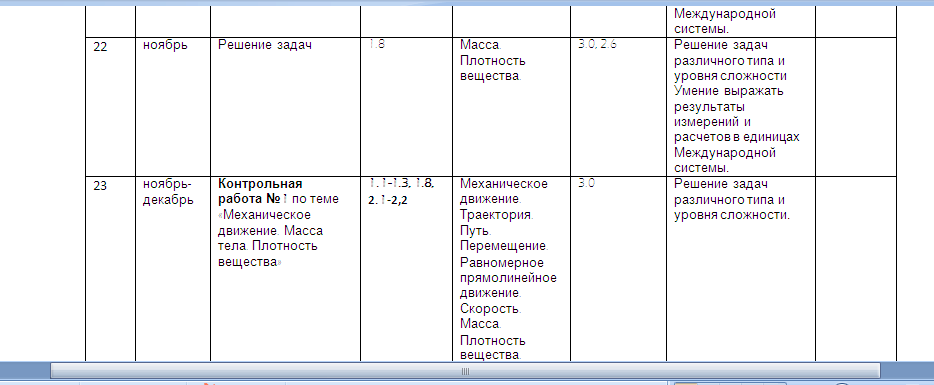 Международной
системы.
22
ноябрь
Решение задач
1.8
Масса.
Плотность
вещества.
3.0, 2.6
Решение задач
различного типа и
уровня сложности
Умение выражать
результаты
измерений и
расчетов в единицах
Международной
системы.
23
ноябрь-
декабрь
Контрольная
работа №1 по теме
«Механическое
движение. Масса
тела. Плотность
вещества»
1.1-1.3, 1.8,
2.1-2,2
Механическое
движение.
Траектория.
Путь.
Перемещение.
Равномерное
прямолинейное
движение.
Скорость.
Масса.
Плотность
вещества.
3.0
Решение задач
различного типа и
уровня сложности.